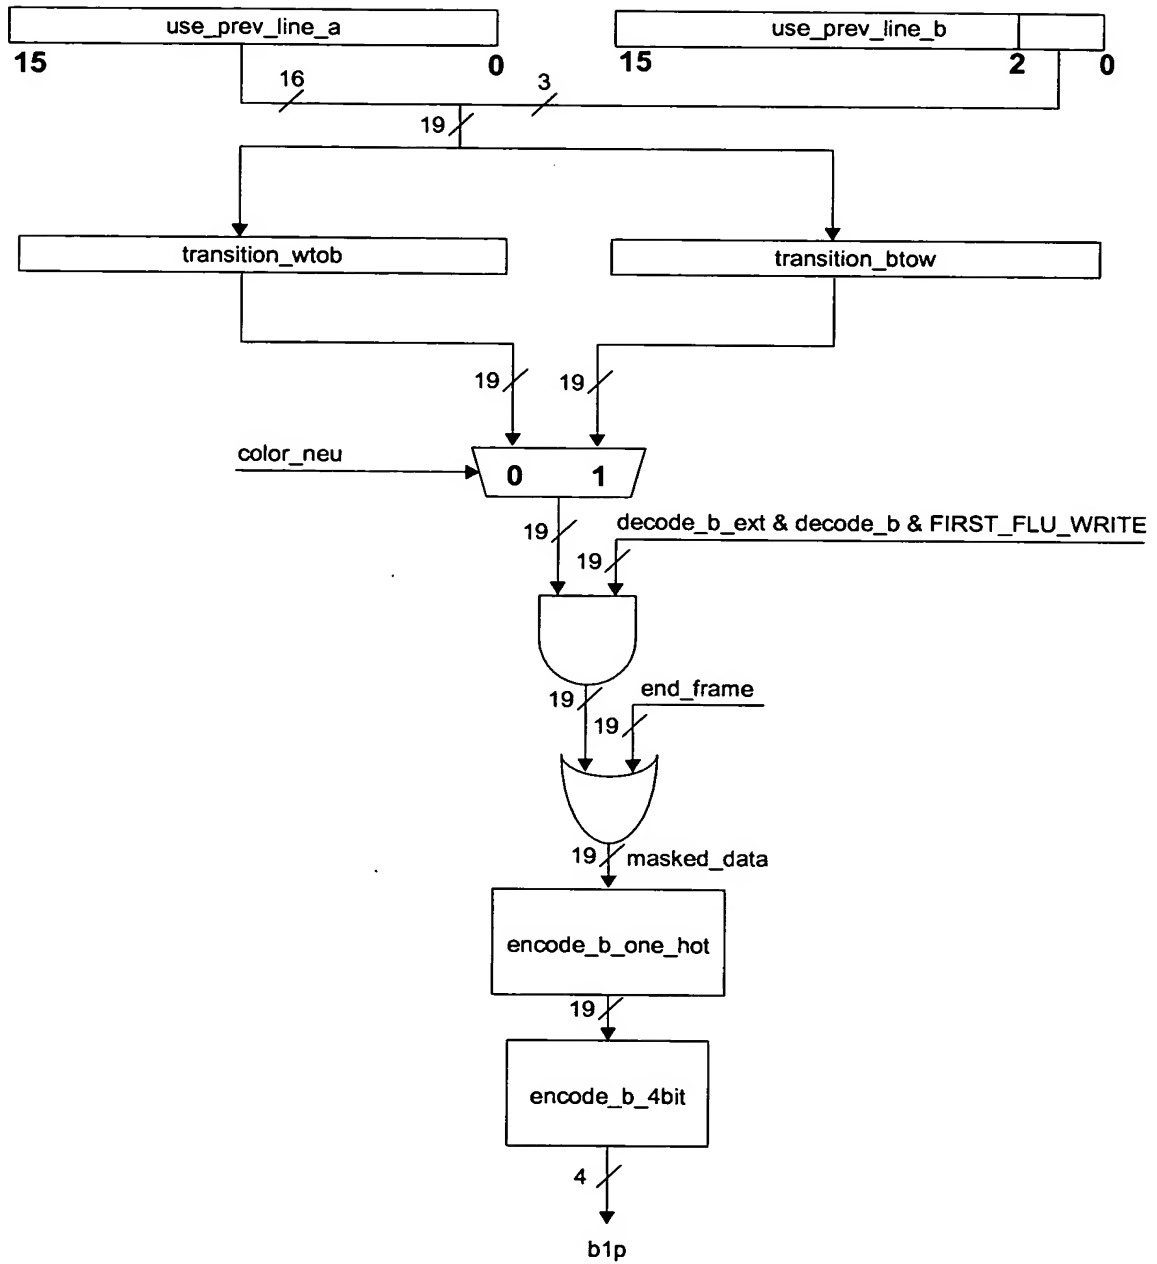 use_prev_line_a
use_prev_line_b
15
0
15
2
0
16
3
19
transition_wtob
transition_btow
19
19
color_neu
0
1
19
decode_b_ext & decode_b & FIRST_FLU_WRITE
19
19
end_frame
19
19
masked_data
encode_b_one_hot
19
encode_b_4bit
4
b1p